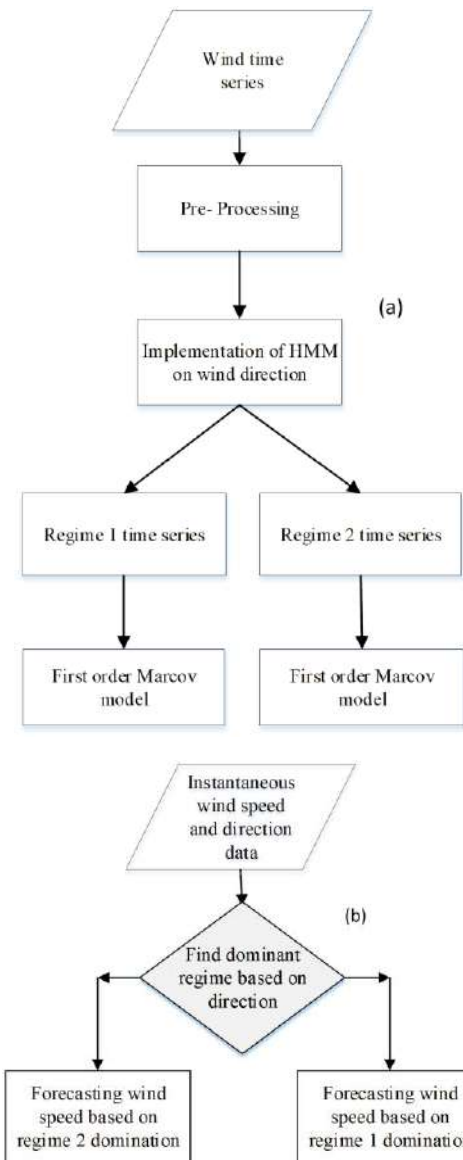 Wind time
series
Pre- Processing
(a)
Implementation of HMM
on wind direction
Regime 1 time series
Regime 2 time series
First order Marcov
model
First order Marcov
model
Instantaneous
wind speed
and direction
data
(b)
Find dominant
regime based on
direction
Forecasting wind
speed based on
regime 2 domination
Forecasting wind
speed based on
regime 1 domination